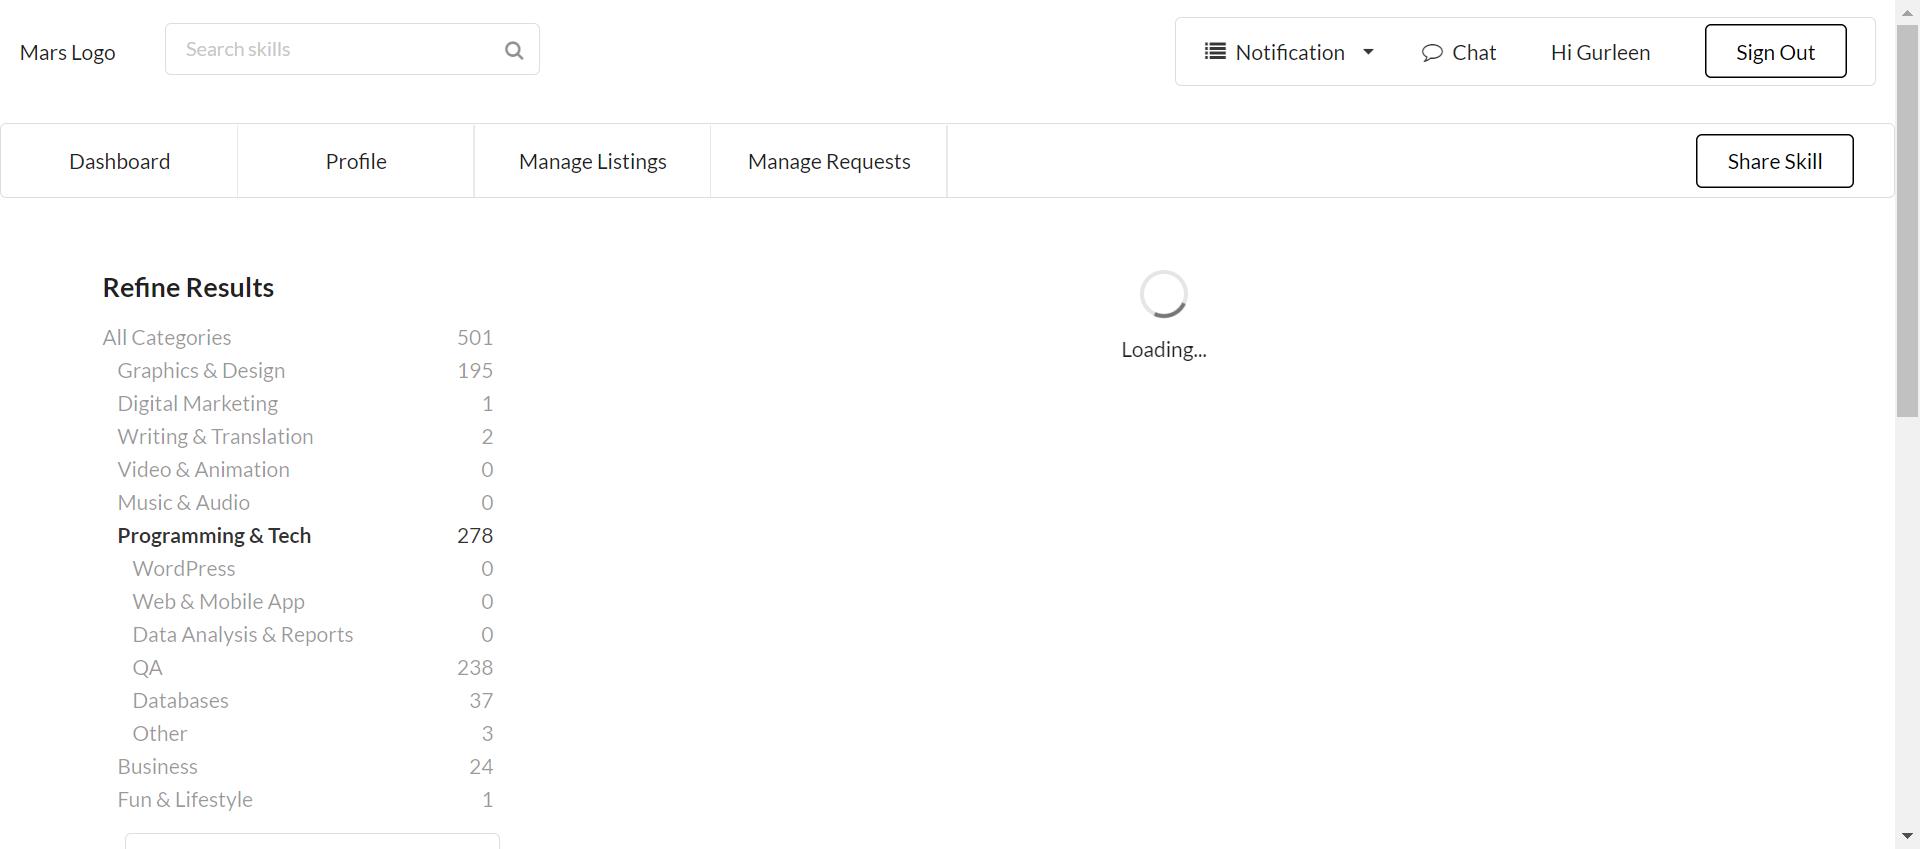 Mars Logo
Search skills
Notification
Chat
Hi Gurleen
Sign Out
Dashboard
Profile
Manage Listings
Manage Requests
Share Skill
Refine Results
All Categories 501
Graphics & Design 195
Digital Marketing 1
Writing & Translation 2
Video & Animation 0
Music & Audio 0
Programming & Tech 278
WordPress 0
Web & Mobile App 0
Data Analysis & Reports 0
QA 238
Databases 37
Other 3
Business 24
Fun & Lifestyle 1
Loading...